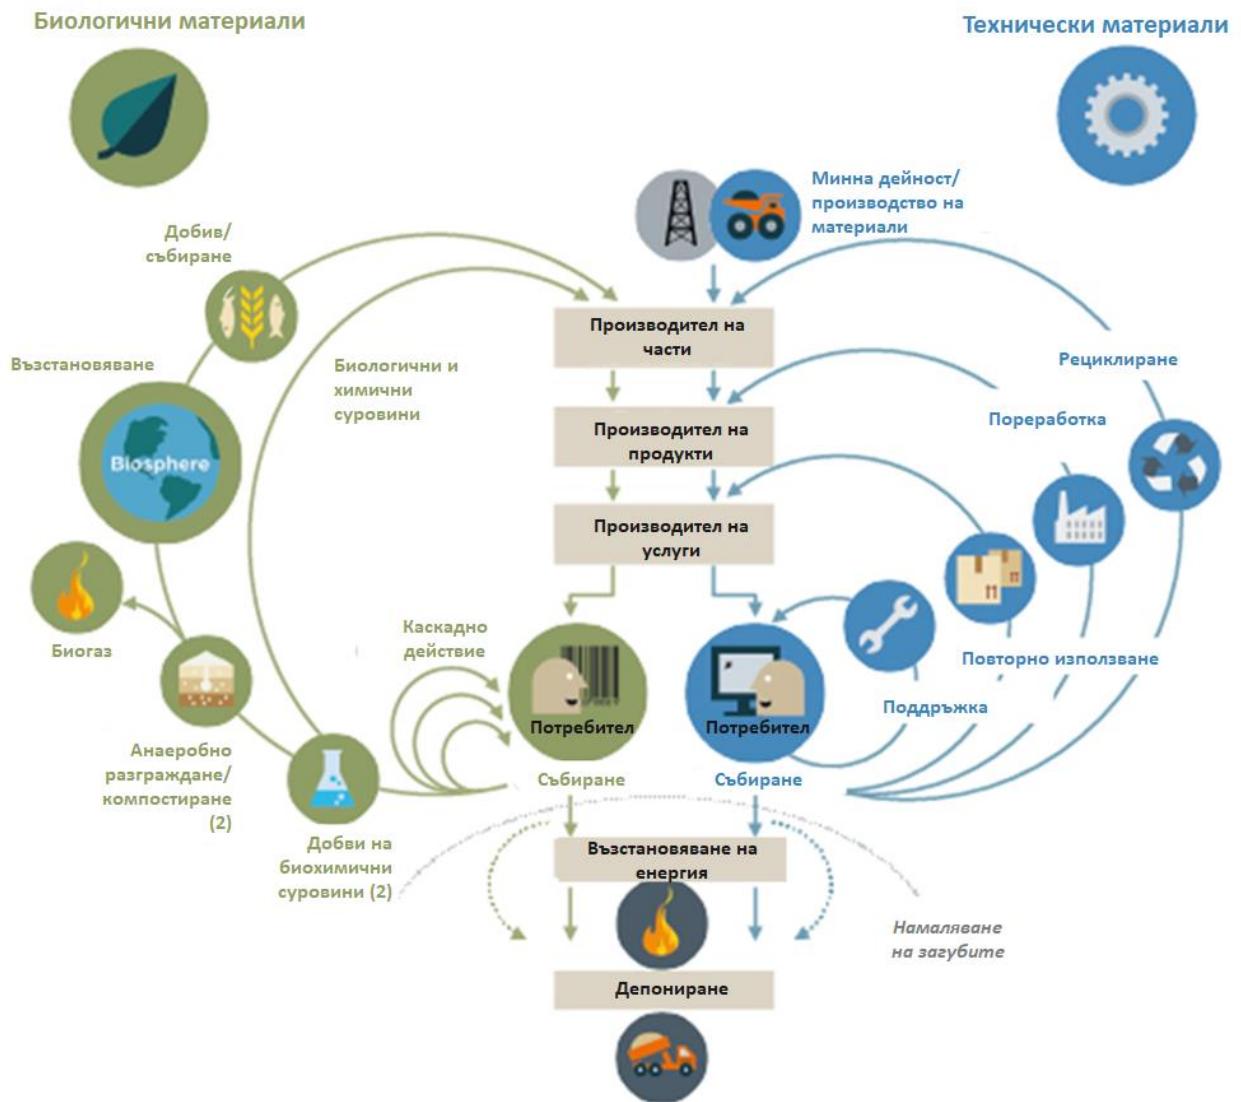 Биологични материали
Технически материали
Минна дейност/
производство на
материали
Добив/
събиране
Възстановяване
Биологични и
химични
суровини
Biosphere
Производител на
части
Рециклиране
Производител на
продукти
Пореработка
Производител на
услуги
Биогаз
Каскадно
действие
Повторно използване
Поддръжка
Потребител
Потребител
Анаеробно
разграждане/
компостиране
(2)
Събиране
Събиране
Добви на
биохимични
суровини (2)
Възстановяване на
енергия
Намаляване
на загубите
Депониране